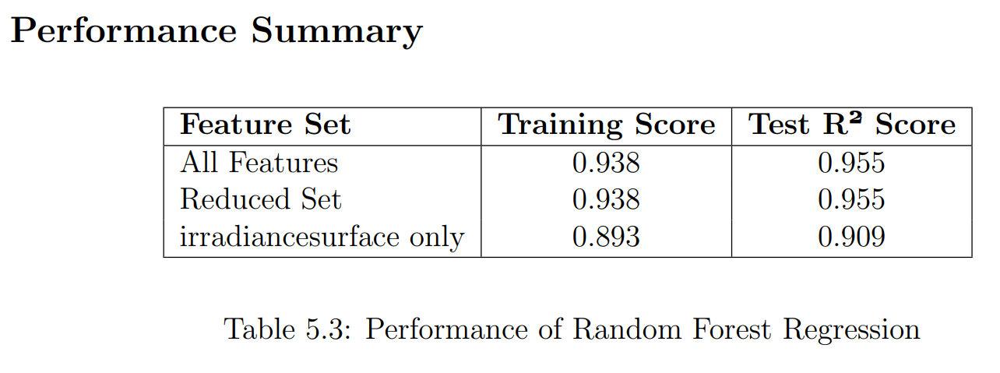 Performance Summary
Feature Set Training Score Test R² Score
All Features 0.938 0.955
Reduced Set 0.938 0.955
irradiancesurface only 0.893 0.909
Table 5.3: Performance of Random Forest Regression